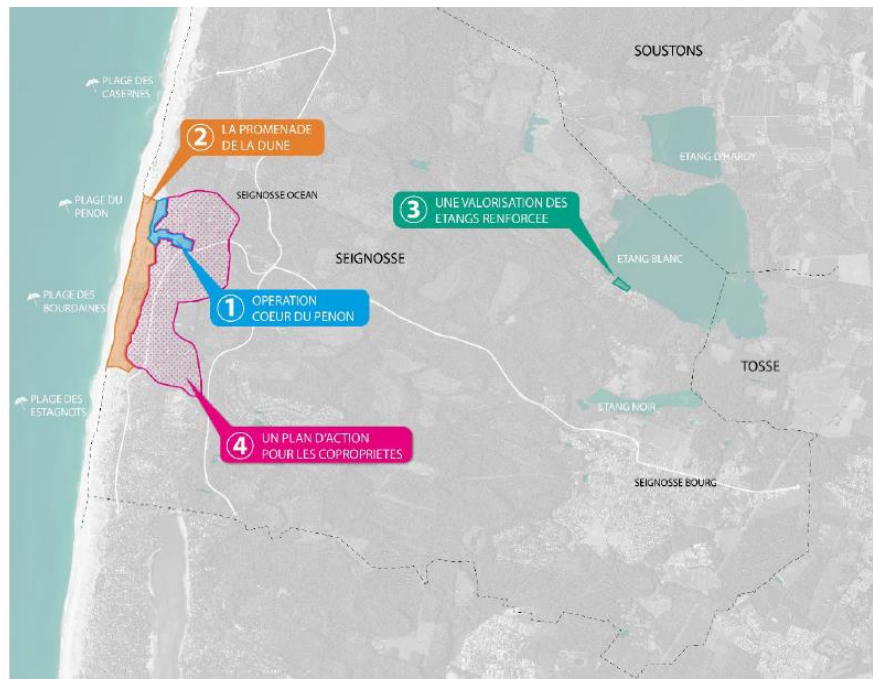 SOUSTONS
PLAGE DES
CASERNES
2
LA PROMENADE
DE LA DUNE
ETANG D'HARDY
PLAGE DU
PENON
SEIGNOSSE OCEAN
3
UNE VALORISATION DES
ETANGS RENFORCEE
SEIGNOSSE
ETANG BLANC
PLAGE DES
BOURDAINES
1
OPERATION
COEUR DU PENON
TOSSE
PLAGE DES
ESTAGNOTS
ETANG NOIR
4
UN PLAN D'ACTION
POUR LES COPROPRIETES
SEIGNOSSE BOURG